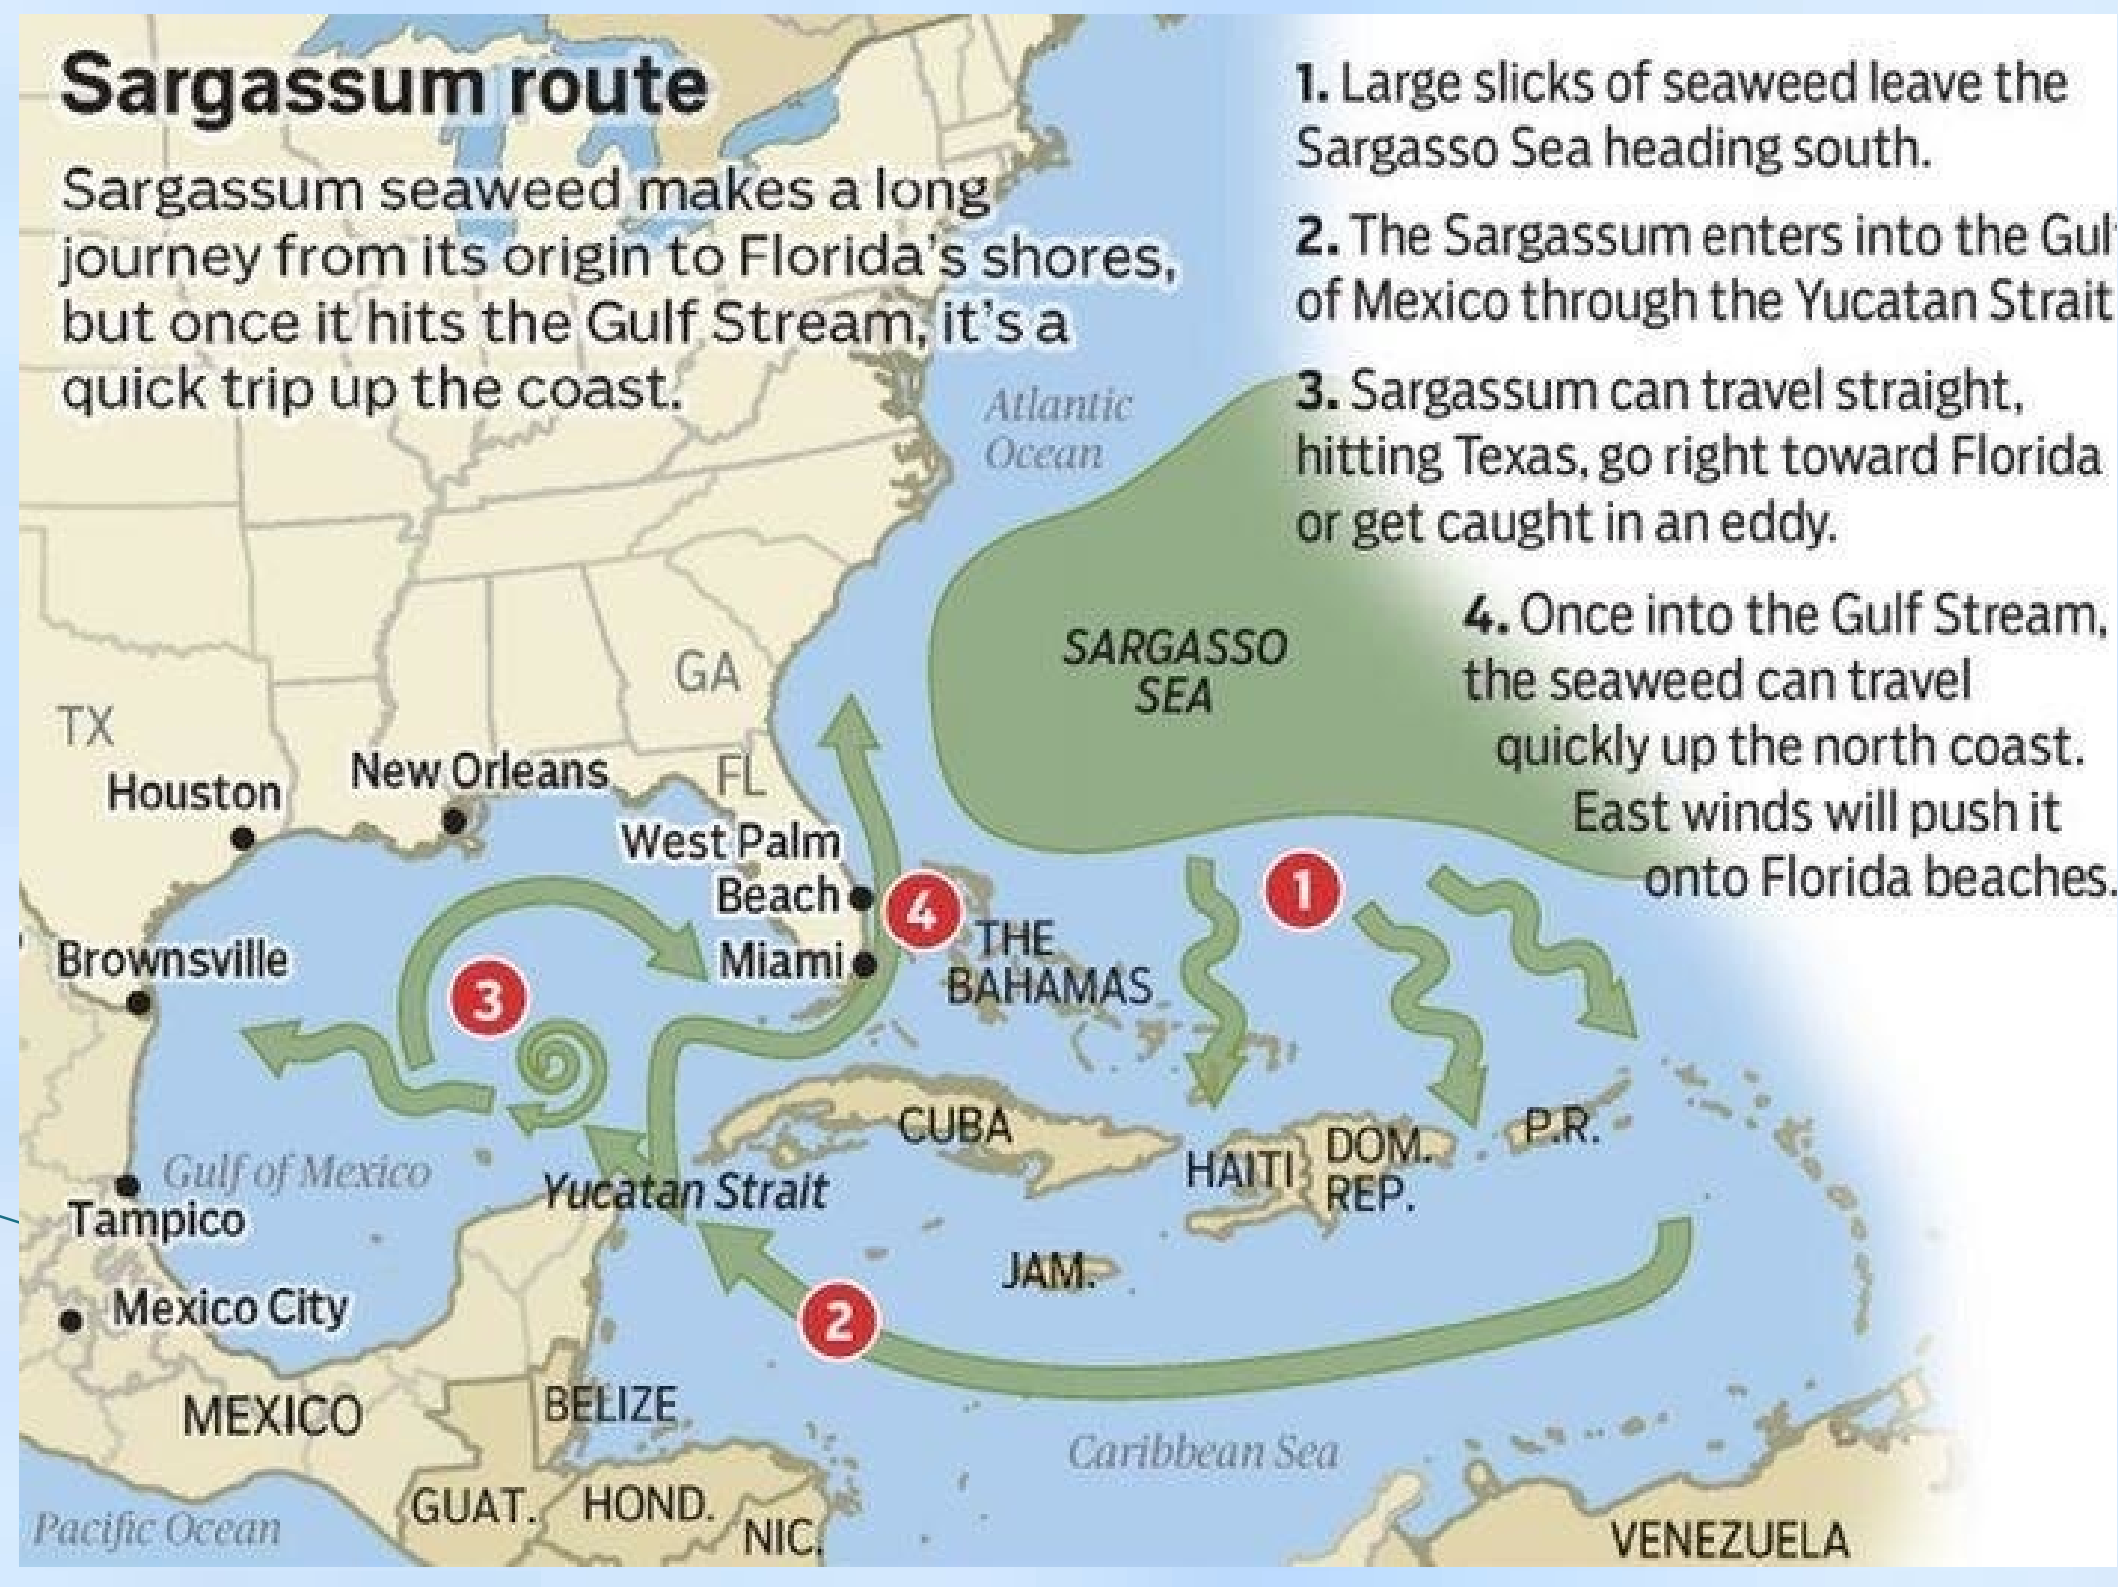 Sargassum route
Sargassum seaweed makes a long
journey from its origin to Florida's shores,
but once it hits the Gulf Stream, it's a
quick trip up the coast.
1. Large slicks of seaweed leave the
Sargasso Sea heading south.
2. The Sargassum enters into the Gulf
of Mexico through the Yucatan Strait
3. Sargassum can travel straight,
hitting Texas, go right toward Florida
or get caught in an eddy.
4. Once into the Gulf Stream,
the seaweed can travel
quickly up the north coast.
East winds will push it
onto Florida beaches.
Atlantic
Ocean
SARGASSO
SEA
GA
TX
FL
New Orleans
Houston
West Palm
Beach
Miami
Brownsville
THE
BAHAMAS
1
4
3
2
CUBA
HAITI
DOM.
REP.
P.R.
Gulf of Mexico
Yucatan Strait
Tampico
JAM.
Mexico City
MEXICO
BELIZE
Caribbean Sea
GUAT.
HOND.
NIC.
Pacific Ocean
VENEZUELA